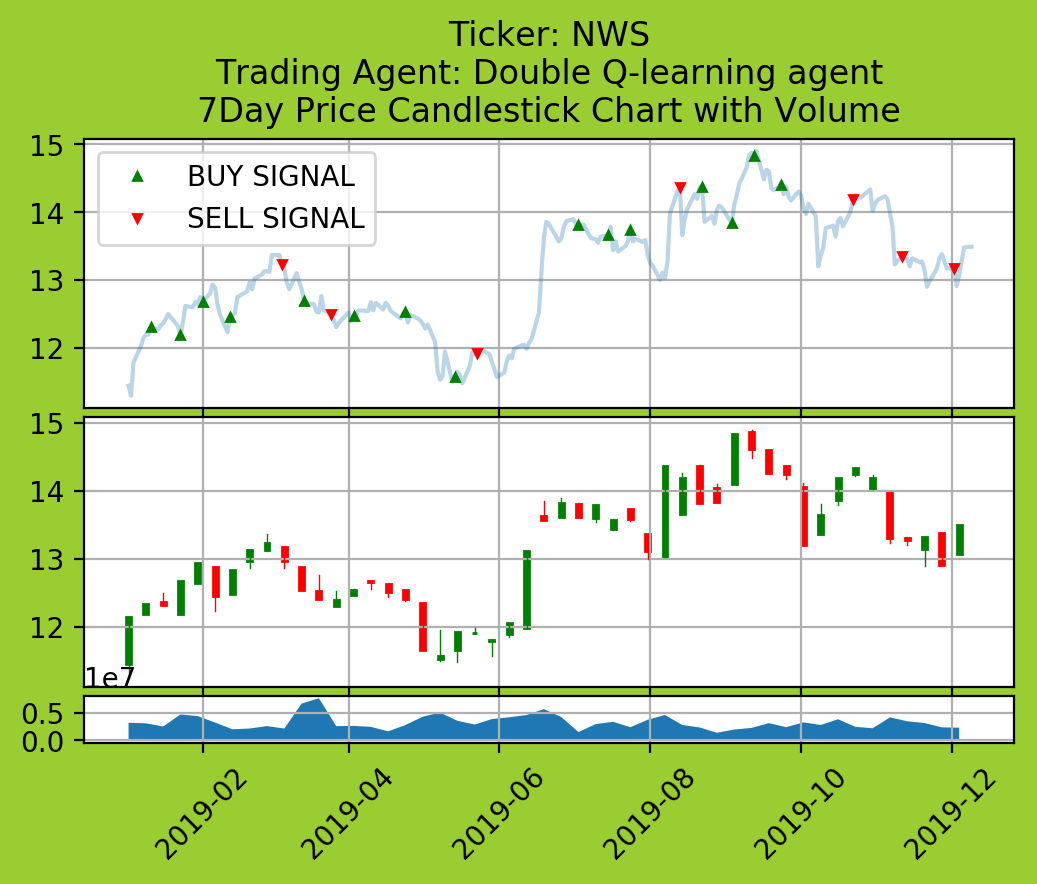 Ticker: NWS
Trading Agent: Double Q-learning agent
7Day Price Candlestick Chart with Volume
15
14
13
12
BUY SIGNAL
SELL SIGNAL
15
14
13
12
1e7
0.5
0.0
2019-02
2019-04
2019-06
2019-08
2019-10
2019-12